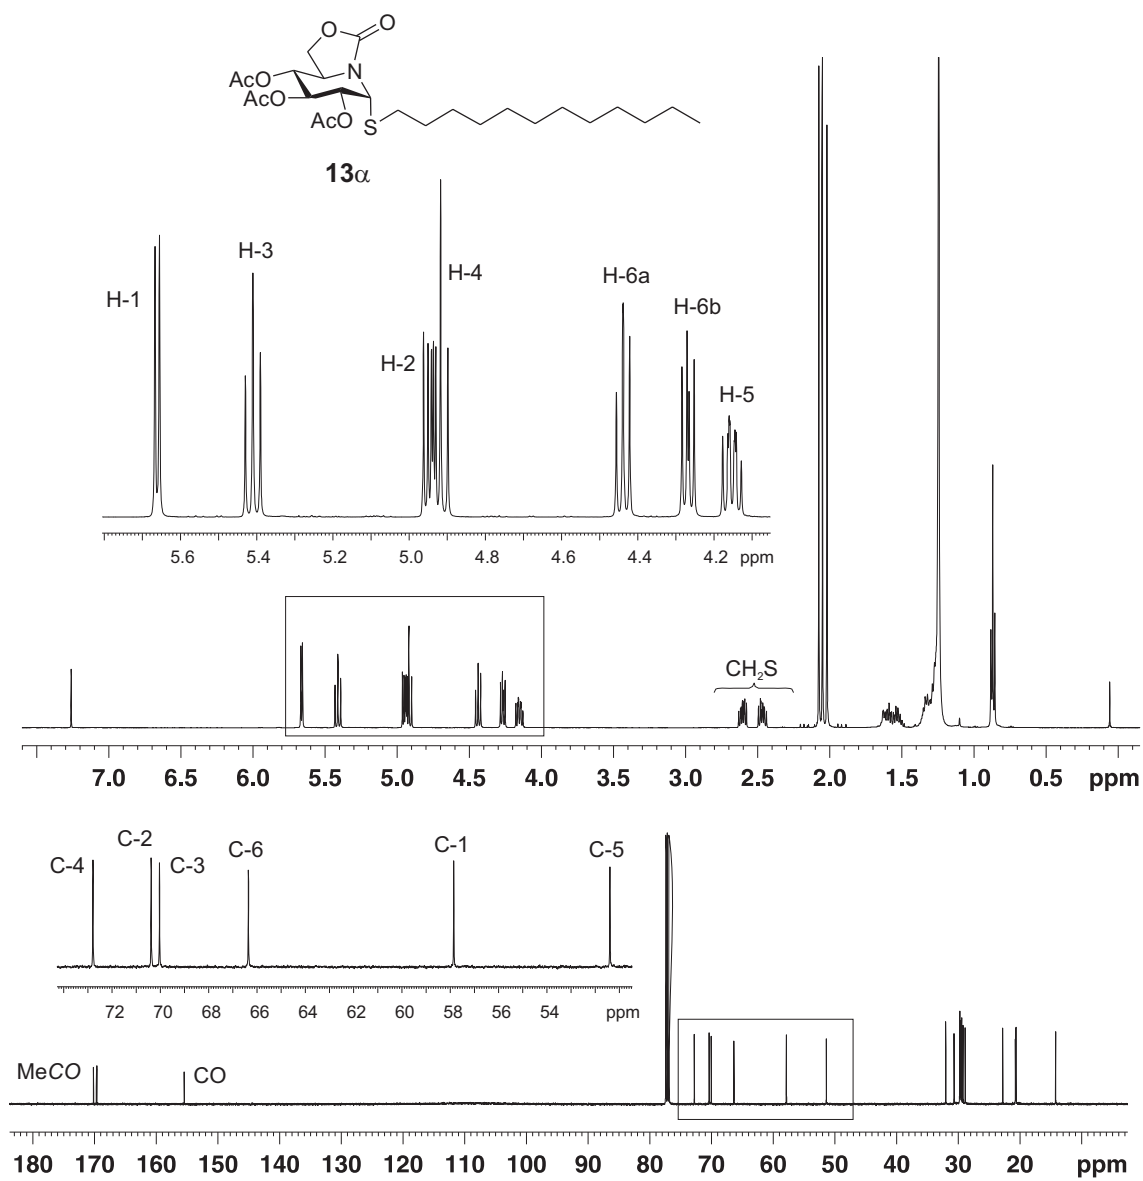 O
O
N
AcO
AcO
AcO
S
13α
H-1
H-3
H-2
H-4
H-6a
H-6b
H-5
5.6 5.4 5.2 5.0 4.8 4.6 4.4 4.2 ppm
CH₂S
7.0 6.5 6.0 5.5 5.0 4.5 4.0 3.5 3.0 2.5 2.0 1.5 1.0 0.5 ppm
C-4
C-2
C-3
C-6
C-1
C-5
72 70 68 66 64 62 60 58 56 54 ppm
MeCO
CO
180 170 160 150 140 130 120 110 100 90 80 70 60 50 40 30 20 ppm